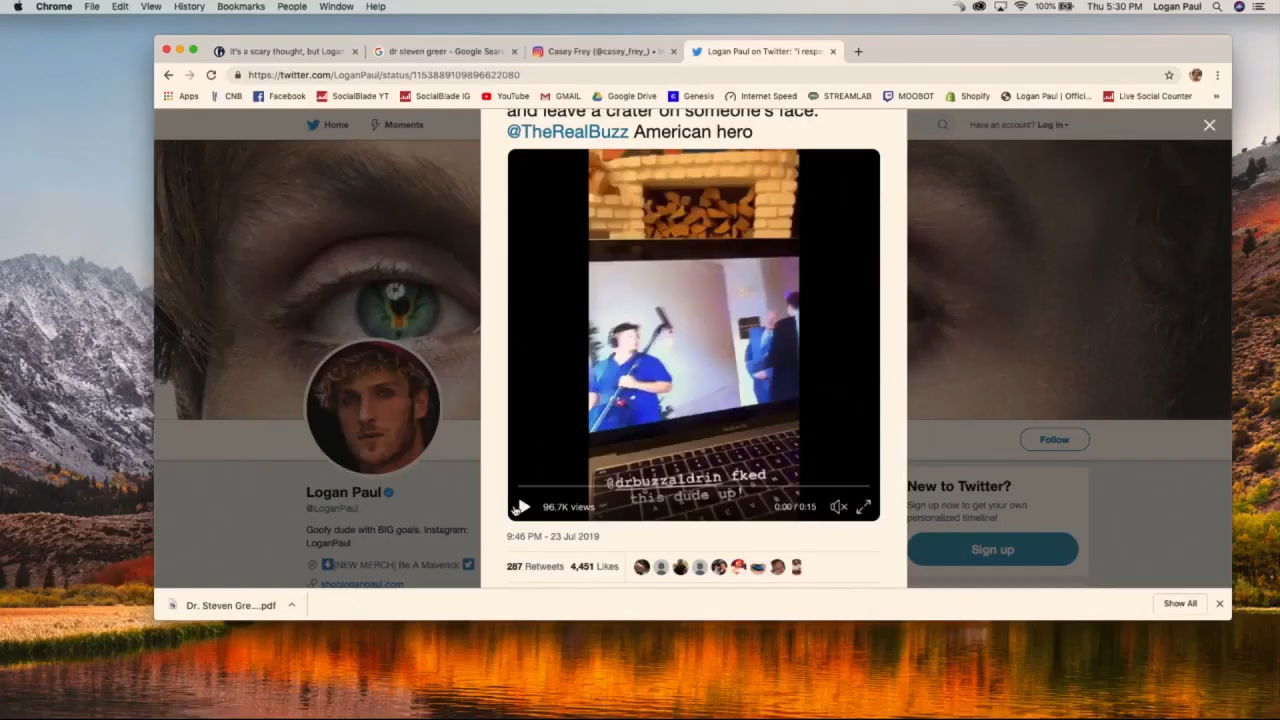 Chrome File Edit View History Bookmarks People Window Help 100% Thu 5:30 PM Logan Paul
it's a scary thought, but Logan dr steven greer - Google Sear Casey Frey (@casey_frey_) • In Logan Paul on Twitter: "i respe
https://twitter.com/LoganPaul/status/1153889109896622080
Apps CNB Facebook SocialBlade YT SocialBlade IG YouTube GMAIL Google Drive Genesis Internet Speed STREAMLAB MOOBOT Shopify Logan Paul | Offici... Live Social Counter »
and leave a crater on someone's face.
Home Moments Have an account? Log in
@TheRealBuzz American hero
@drbuzzaldrin fked
this dude up!
96.7K views 0:00 / 0:15
Follow
Logan Paul
@LoganPaul
Goofy dude with BIG goals. Instagram:
LoganPaul
[NEW MERCH] Be A Maverick
shoploganpaul.com
New to Twitter?
Sign up now to get your own
personalized timeline!
Sign up
9:46 PM - 23 Jul 2019
287 Retweets 4,451 Likes
Dr. Steven Gre....pdf Show All